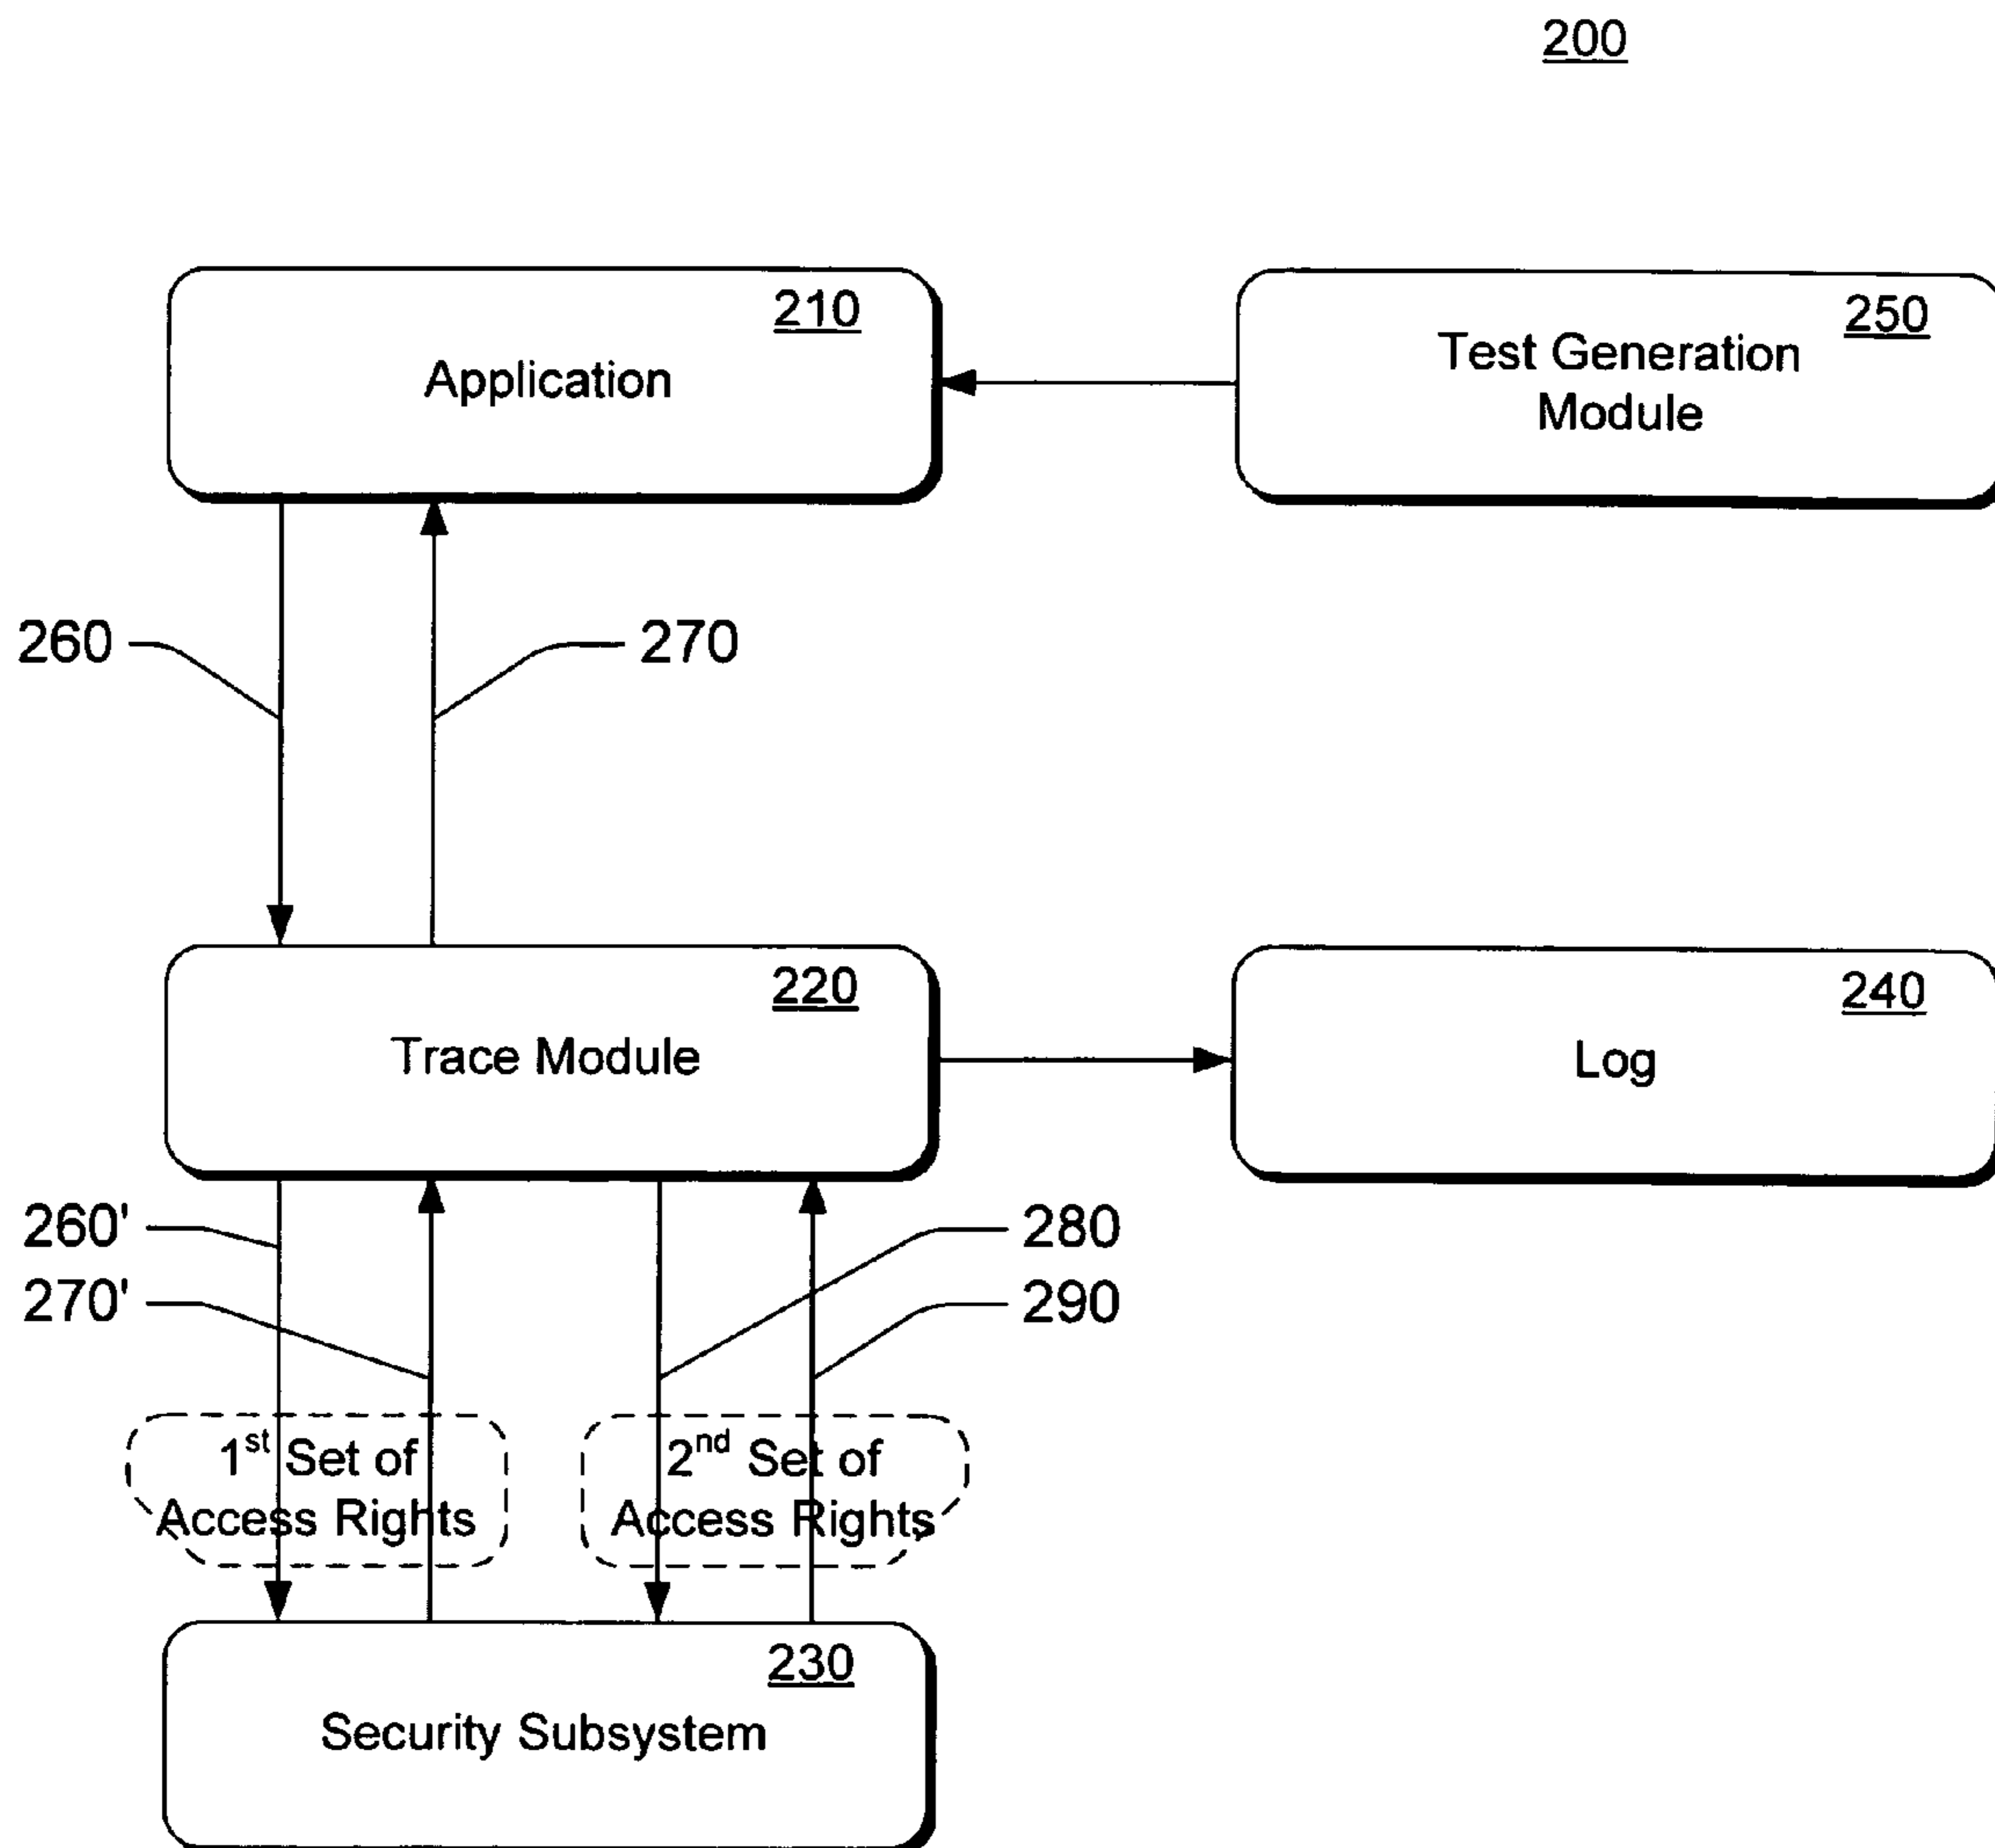 200
210
Application
250
Test Generation
Module
260
270
220
Trace Module
240
Log
260'
270'
280
290
1st Set of
Access Rights
2nd Set of
Access Rights
230
Security Subsystem